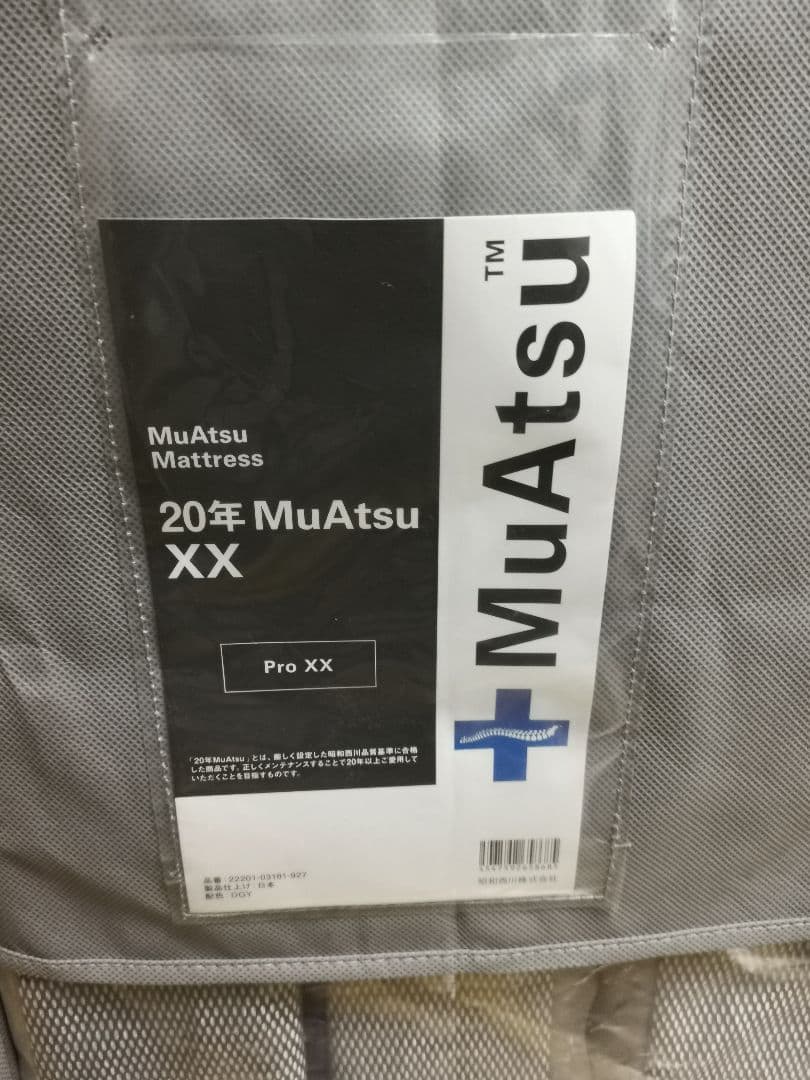 MuAtsu
Mattress
20年 MuAtsu
XX
Pro XX
「20年MuAtsu」とは、厳しく設定した昭和西川品質基準に合格
した商品です。正しくメンテナンスすることで20年以上ご愛用して
いただくことを目指すものです。
品番:22201-03181-927
製品仕上げ:日本
配色:DGY
MuAtsu™
昭和西川株式会社